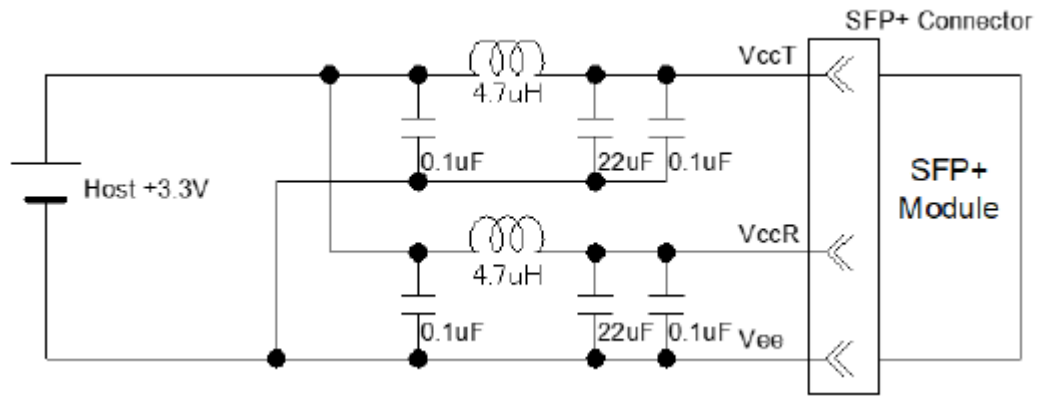 SFP+ Connector
VccT
4.7uH
0.1uF
22uF
0.1uF
Host +3.3V
SFP+
Module
VccR
4.7uH
0.1uF
22uF
0.1uF
Vee